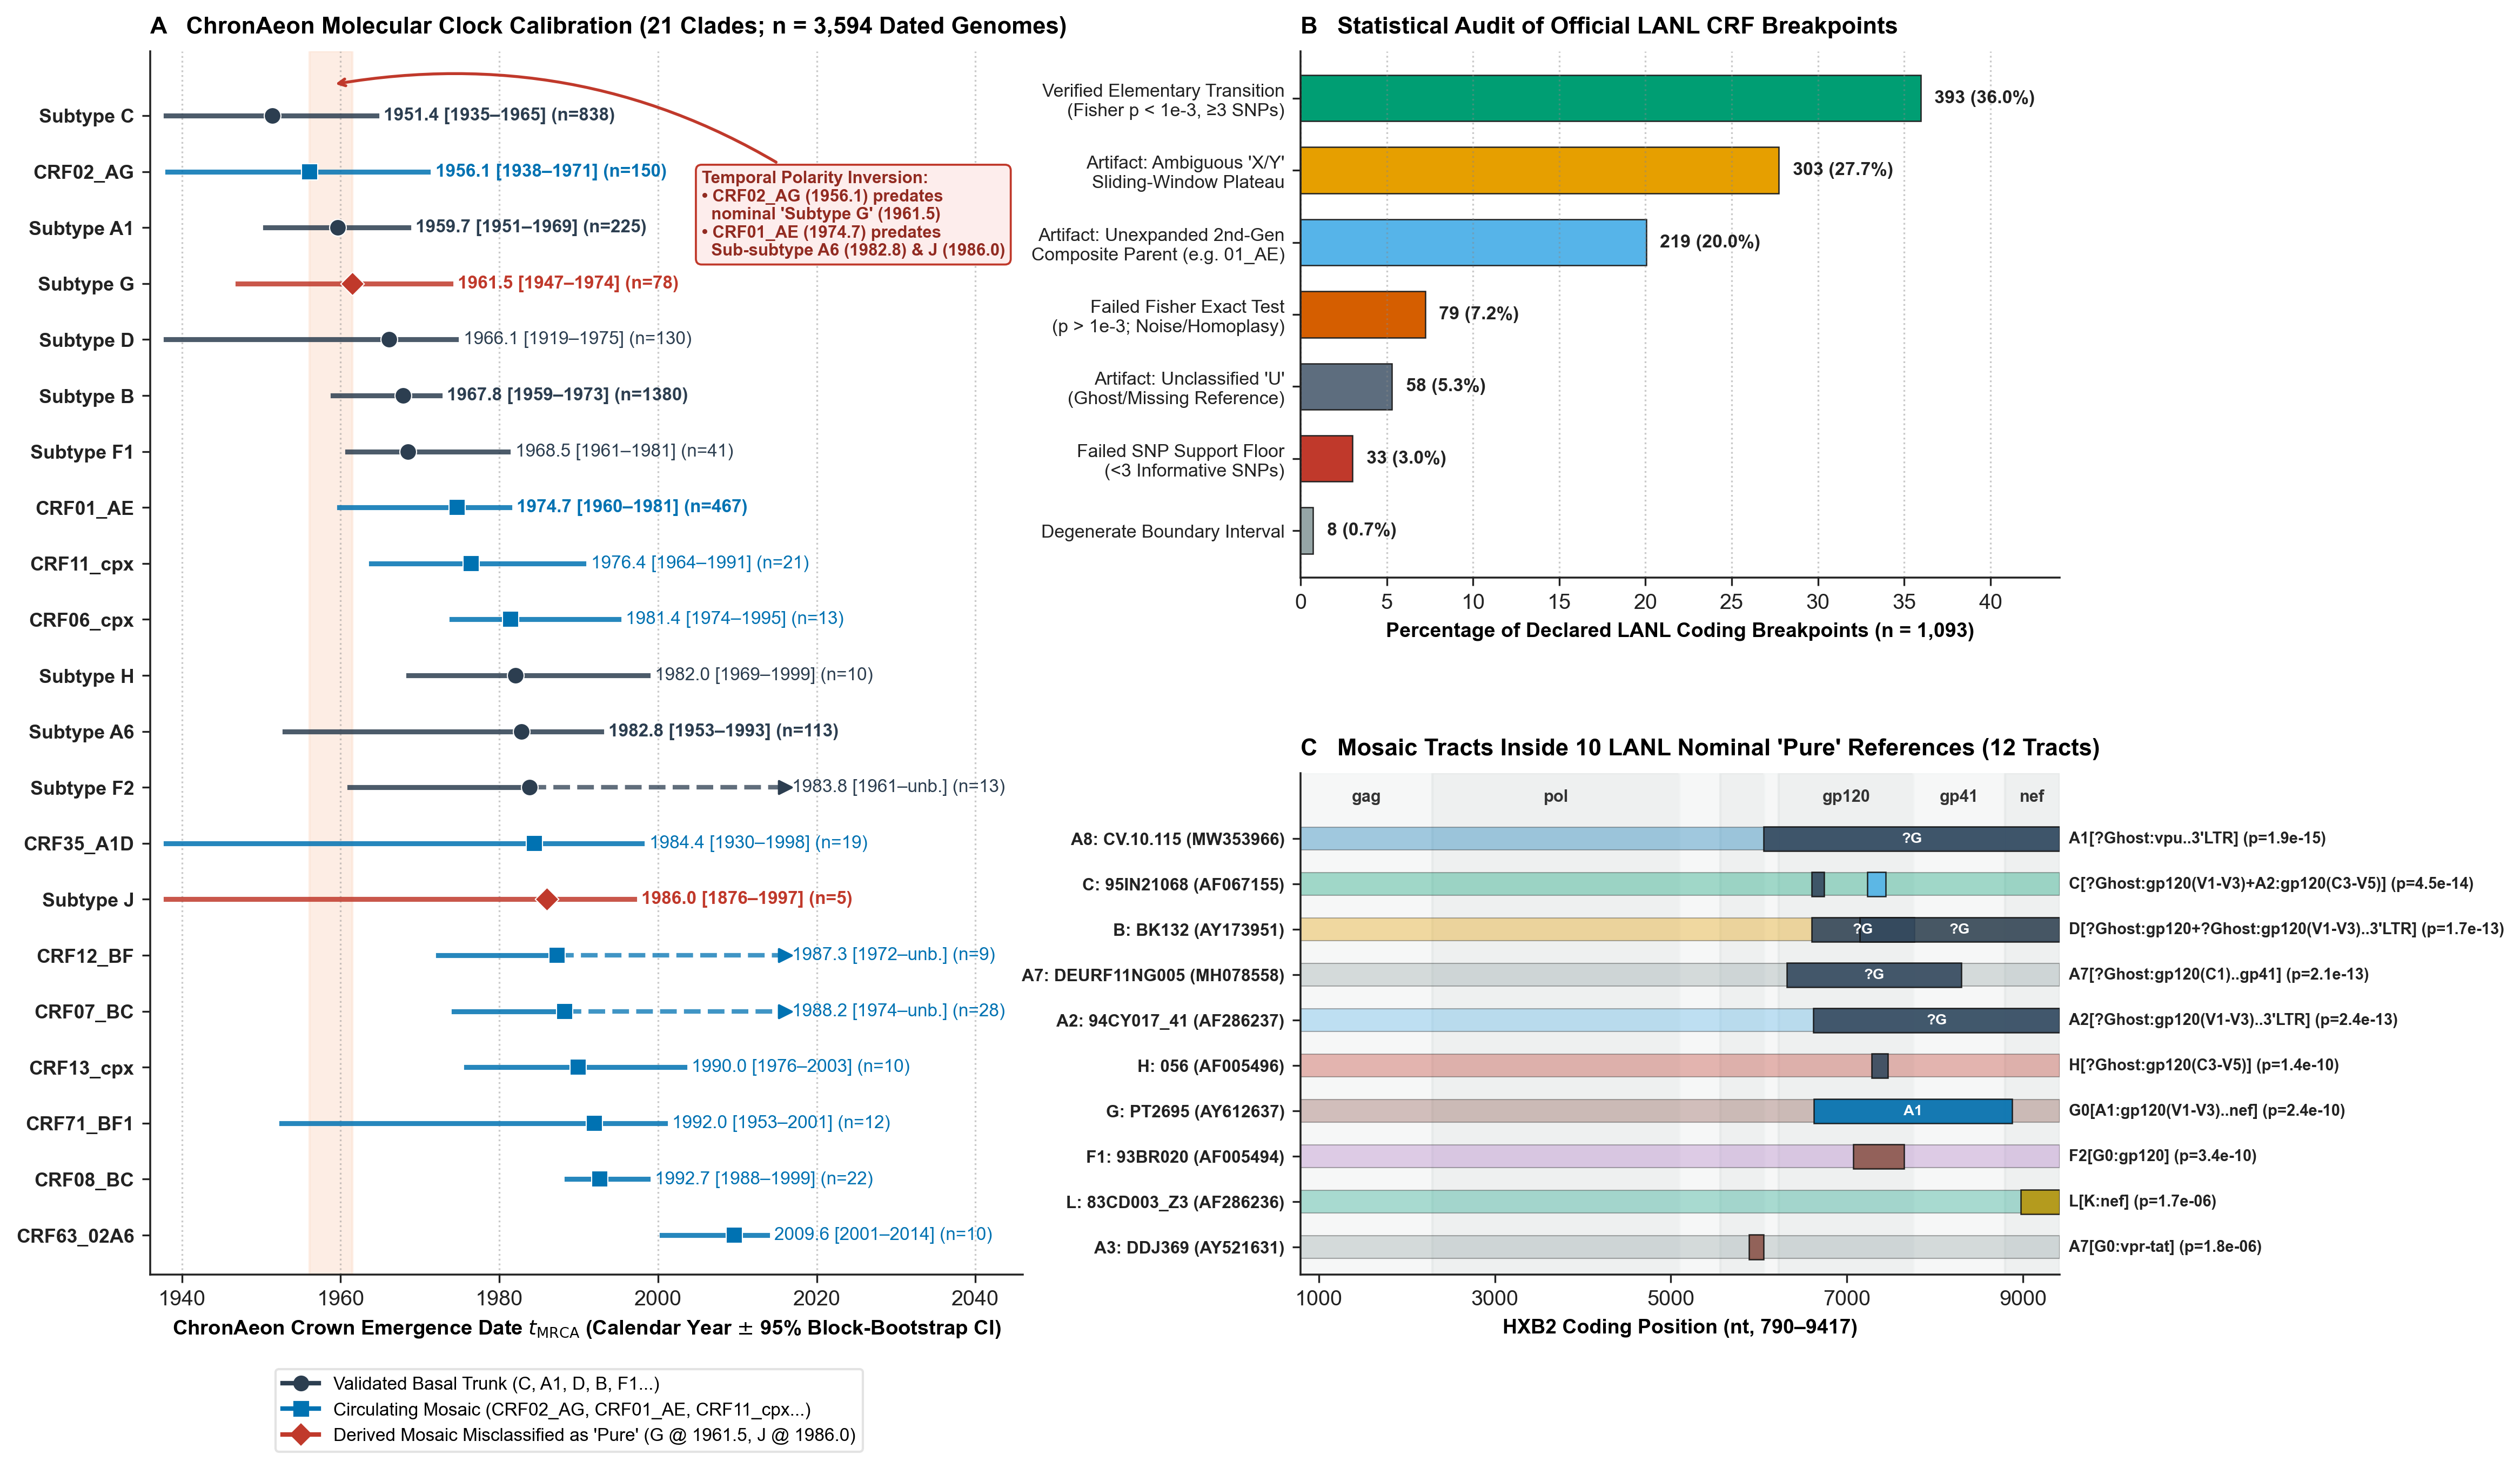 A ChronAeon Molecular Clock Calibration (21 Clades; n = 3,594 Dated Genomes)
Subtype C
1951.4 [1935–1965] (n=838)
CRF02_AG
1956.1 [1938–1971] (n=150)
Subtype A1
1959.7 [1951–1969] (n=225)
Subtype G
1961.5 [1947–1974] (n=78)
Subtype D
1966.1 [1919–1975] (n=130)
Subtype B
1967.8 [1959–1973] (n=1380)
Subtype F1
1968.5 [1961–1981] (n=41)
CRF01_AE
1974.7 [1960–1981] (n=467)
CRF11_cpx
1976.4 [1964–1991] (n=21)
CRF06_cpx
1981.4 [1974–1995] (n=13)
Subtype H
1982.0 [1969–1999] (n=10)
Subtype A6
1982.8 [1953–1993] (n=113)
Subtype F2
1983.8 [1961–unb.] (n=13)
CRF35_A1D
1984.4 [1930–1998] (n=19)
Subtype J
1986.0 [1876–1997] (n=5)
CRF12_BF
1987.3 [1972–unb.] (n=9)
CRF07_BC
1988.2 [1974–unb.] (n=28)
CRF13_cpx
1990.0 [1976–2003] (n=10)
CRF71_BF1
1992.0 [1953–2001] (n=12)
CRF08_BC
1992.7 [1988–1999] (n=22)
CRF63_02A6
2009.6 [2001–2014] (n=10)
Temporal Polarity Inversion:
• CRF02_AG (1956.1) predates
nominal 'Subtype G' (1961.5)
• CRF01_AE (1974.7) predates
Sub-subtype A6 (1982.8) & J (1986.0)
1940 1960 1980 2000 2020 2040
ChronAeon Crown Emergence Date tMRCA (Calendar Year ± 95% Block-Bootstrap CI)
Validated Basal Trunk (C, A1, D, B, F1...)
Circulating Mosaic (CRF02_AG, CRF01_AE, CRF11_cpx...)
Derived Mosaic Misclassified as 'Pure' (G @ 1961.5, J @ 1986.0)
B Statistical Audit of Official LANL CRF Breakpoints
Verified Elementary Transition
(Fisher p < 1e-3, ≥3 SNPs)
393 (36.0%)
Artifact: Ambiguous 'X/Y'
Sliding-Window Plateau
303 (27.7%)
Artifact: Unexpanded 2nd-Gen
Composite Parent (e.g. 01_AE)
219 (20.0%)
Failed Fisher Exact Test
(p > 1e-3; Noise/Homoplasy)
79 (7.2%)
Artifact: Unclassified 'U'
(Ghost/Missing Reference)
58 (5.3%)
Failed SNP Support Floor
(<3 Informative SNPs)
33 (3.0%)
Degenerate Boundary Interval
8 (0.7%)
0 5 10 15 20 25 30 35 40
Percentage of Declared LANL Coding Breakpoints (n = 1,093)
C Mosaic Tracts Inside 10 LANL Nominal 'Pure' References (12 Tracts)
gag pol gp120 gp41 nef
A8: CV.10.115 (MW353966)
?G
A1[?Ghost:vpu..3'LTR] (p=1.9e-15)
C: 95IN21068 (AF067155)
C[?Ghost:gp120(V1-V3)+A2:gp120(C3-V5)] (p=4.5e-14)
B: BK132 (AY173951)
?G ?G
D[?Ghost:gp120+?Ghost:gp120(V1-V3)..3'LTR] (p=1.7e-13)
A7: DEURF11NG005 (MH078558)
?G
A7[?Ghost:gp120(C1)..gp41] (p=2.1e-13)
A2: 94CY017_41 (AF286237)
?G
A2[?Ghost:gp120(V1-V3)..3'LTR] (p=2.4e-13)
H: 056 (AF005496)
H[?Ghost:gp120(C3-V5)] (p=1.4e-10)
G: PT2695 (AY612637)
A1
G0[A1:gp120(V1-V3)..nef] (p=2.4e-10)
F1: 93BR020 (AF005494)
F2[G0:gp120] (p=3.4e-10)
L: 83CD003_Z3 (AF286236)
L[K:nef] (p=1.7e-06)
A3: DDJ369 (AY521631)
A7[G0:vpr-tat] (p=1.8e-06)
1000 3000 5000 7000 9000
HXB2 Coding Position (nt, 790–9417)